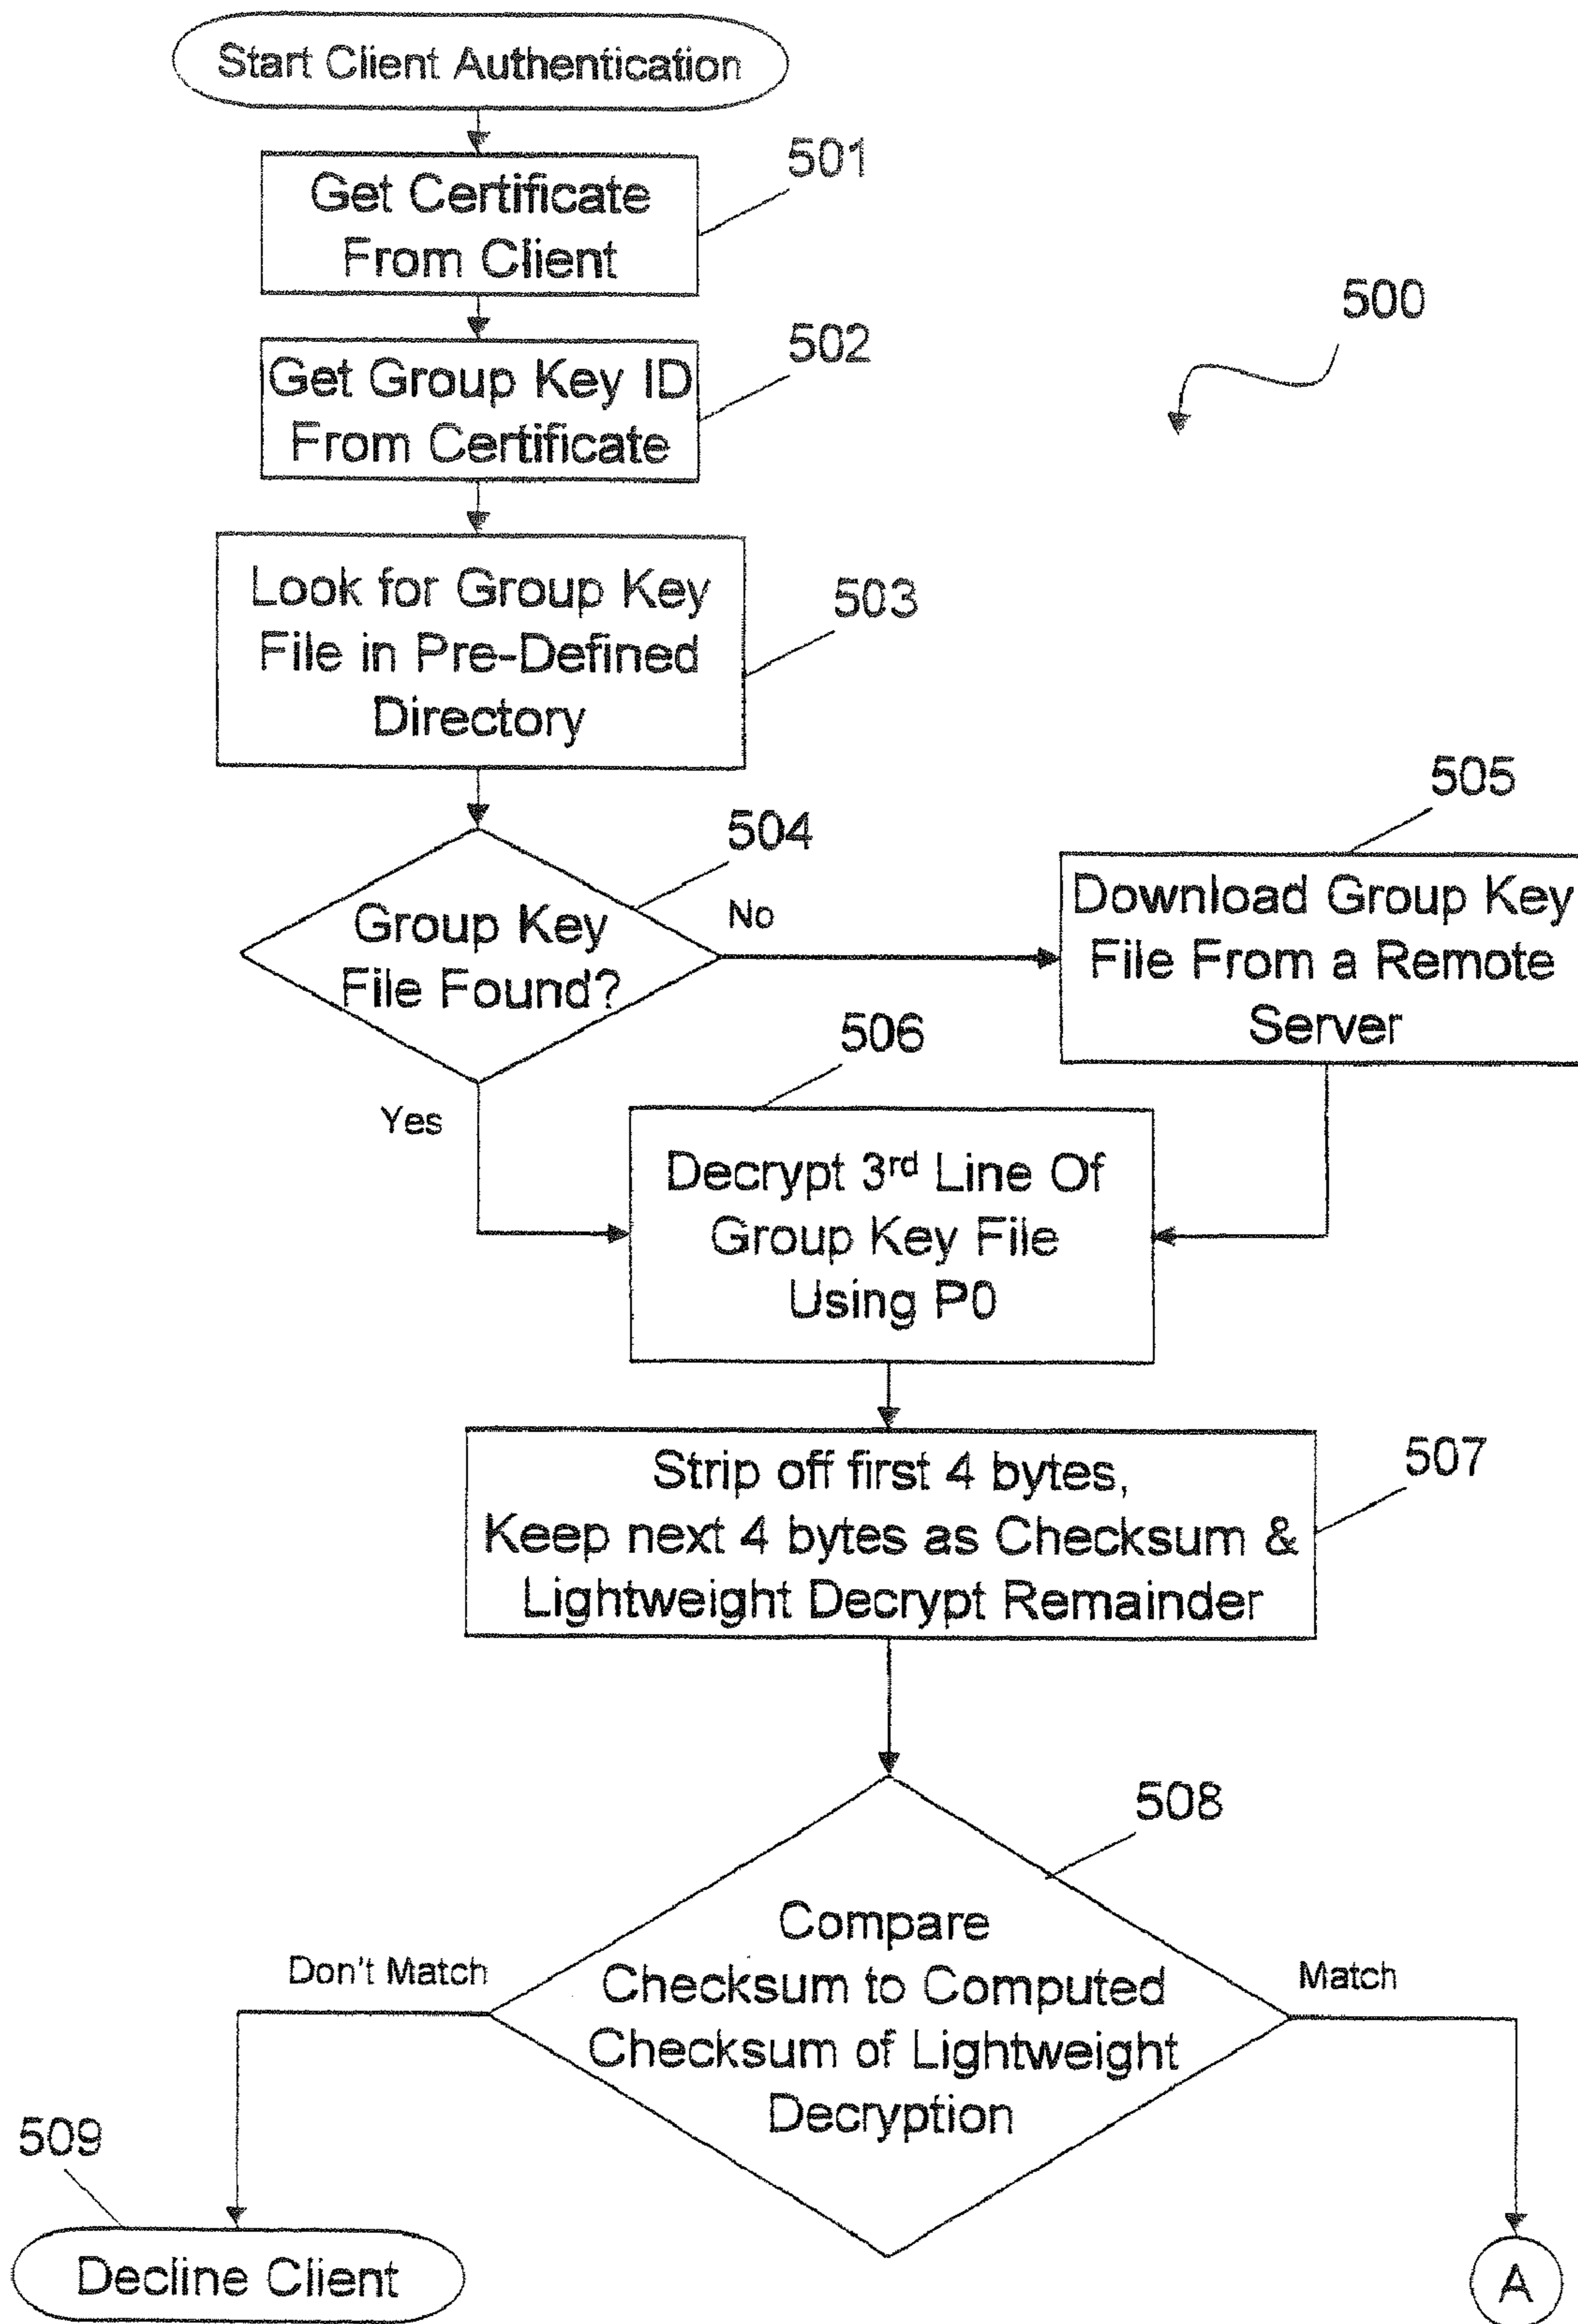 Start Client Authentication
501
Get Certificate
From Client
500
502
Get Group Key ID
From Certificate
503
Look for Group Key
File in Pre-Defined
Directory
504
505
Group Key
File Found?
No
Download Group Key
File From a Remote
Server
Yes
506
Decrypt 3rd Line Of
Group Key File
Using P0
507
Strip off first 4 bytes,
Keep next 4 bytes as Checksum &
Lightweight Decrypt Remainder
508
Compare
Checksum to Computed
Checksum of Lightweight
Decryption
Don't Match
Match
509
Decline Client
A